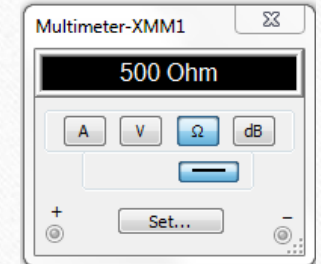 Multimeter-XMM1
500 Ohm
A V Ω dB
+ Set... −